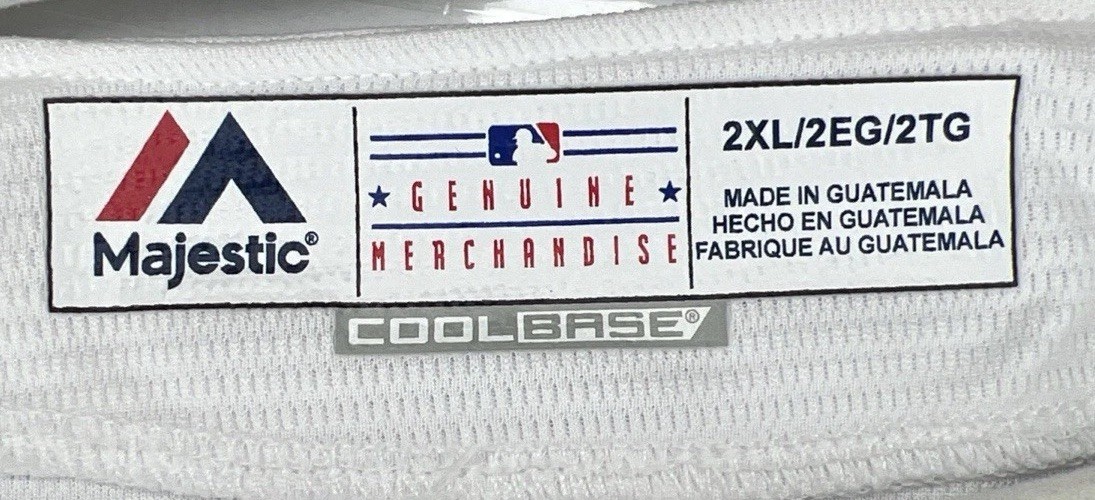 Majestic®
GENUINE
MERCHANDISE
2XL/2EG/2TG
MADE IN GUATEMALA
HECHO EN GUATEMALA
FABRIQUE AU GUATEMALA
COOLBASE®